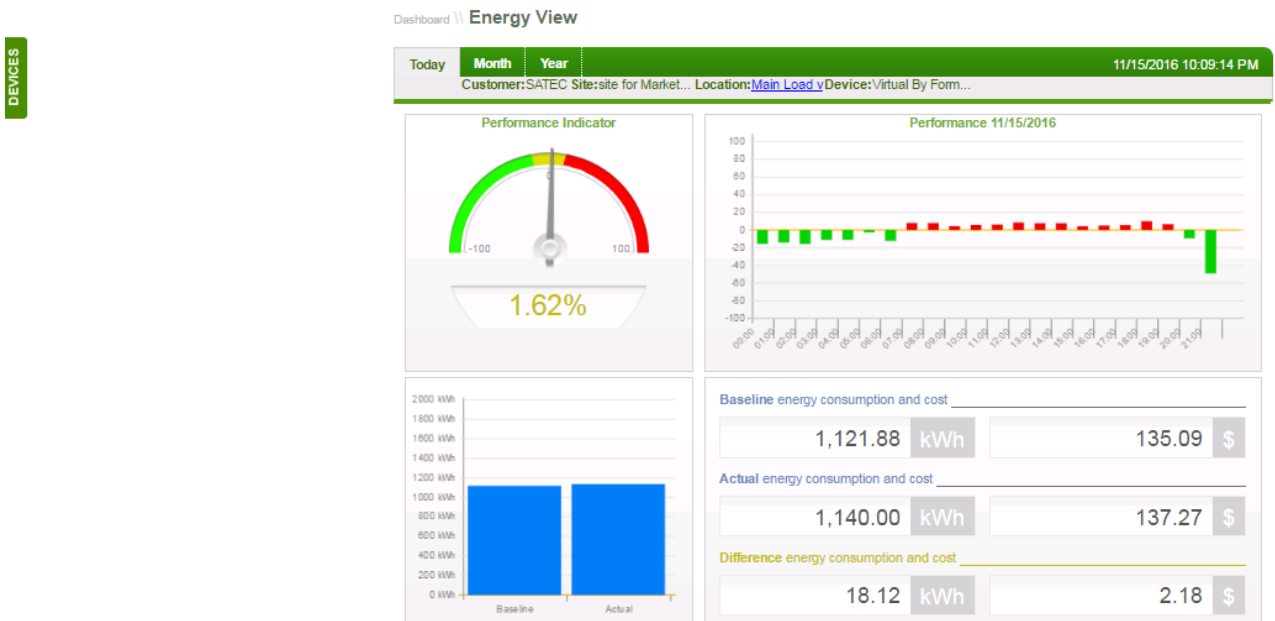 Dashboard \\ Energy View
DEVICES
Today Month Year 11/15/2016 10:09:14 PM
Customer:SATEC Site:site for Market... Location:Main Load v Device:Virtual By Form...
Performance Indicator
0
-100 100
1.62%
Performance 11/15/2016
100
80
60
40
20
0
-20
-40
-60
-80
-100
00:00 01:00 02:00 03:00 04:00 05:00 06:00 07:00 08:00 09:00 10:00 11:00 12:00 13:00 14:00 15:00 16:00 17:00 18:00 19:00 20:00 21:00
2000 kWh
1800 kWh
1600 kWh
1400 kWh
1200 kWh
1000 kWh
800 kWh
600 kWh
400 kWh
200 kWh
0 kWh
Baseline Actual
Baseline energy consumption and cost
1,121.88 kWh 135.09 $
Actual energy consumption and cost
1,140.00 kWh 137.27 $
Difference energy consumption and cost
18.12 kWh 2.18 $